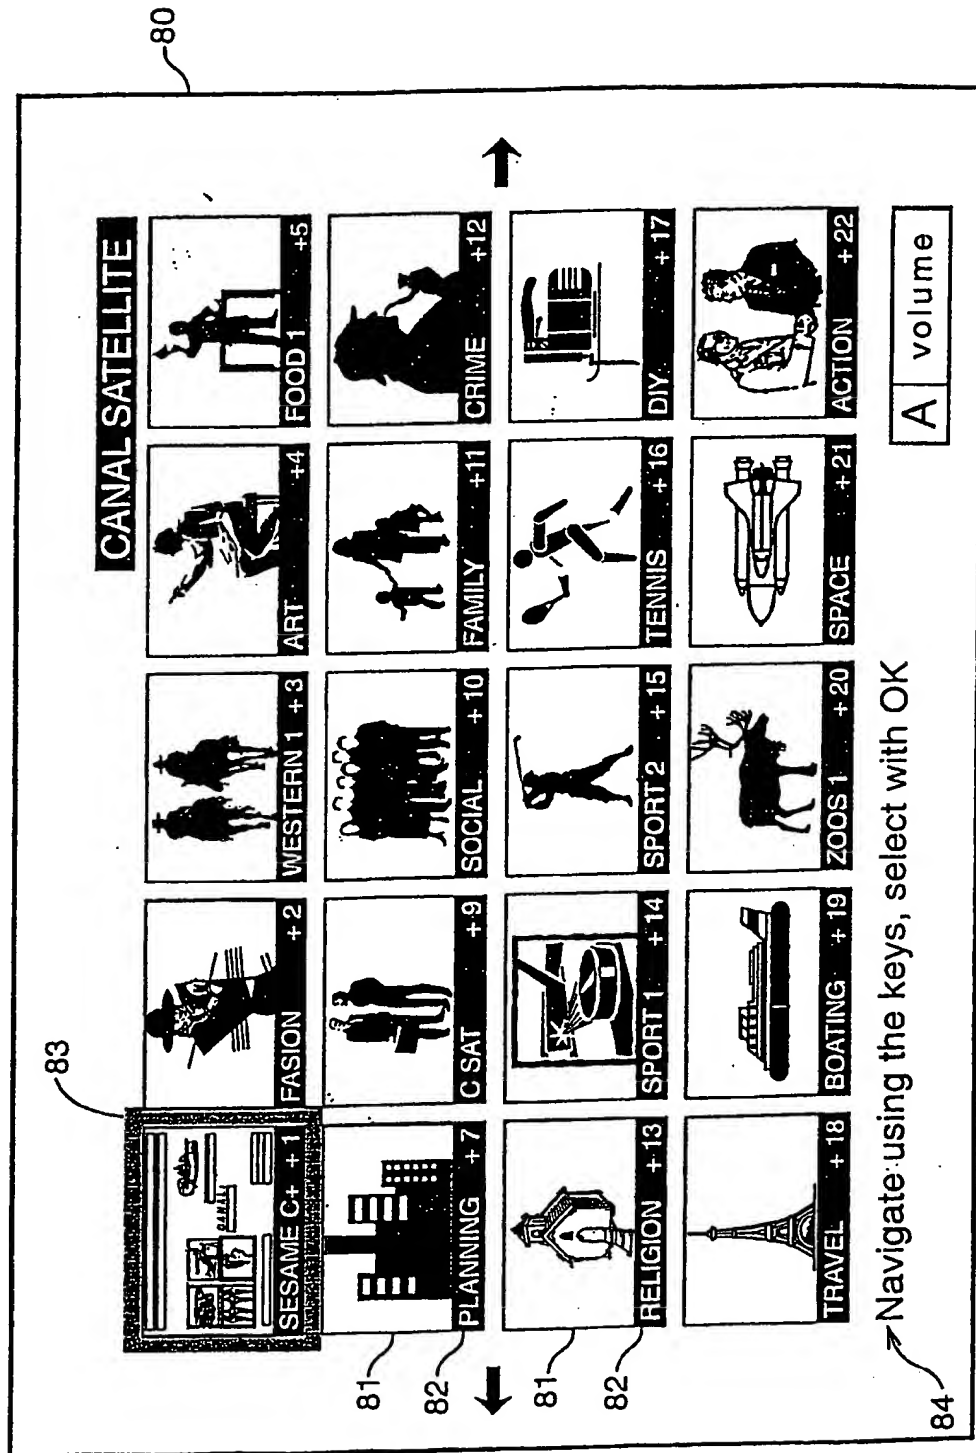 80
CANAL SATELLITE
83
SESAME C+ +1
FASION +2
WESTERN 1 +3
ART +4
FOOD 1 +5
81
82
PLANNING +7
C SAT +9
SOCIAL +10
FAMILY +11
CRIME +12
81
82
RELIGION +13
SPORT 1 +14
SPORT 2 +15
TENNIS +16
DIY +17
TRAVEL +18
BOATING +19
ZOOS 1 +20
SPACE +21
ACTION +22
84
Navigate using the keys, select with OK
A volume